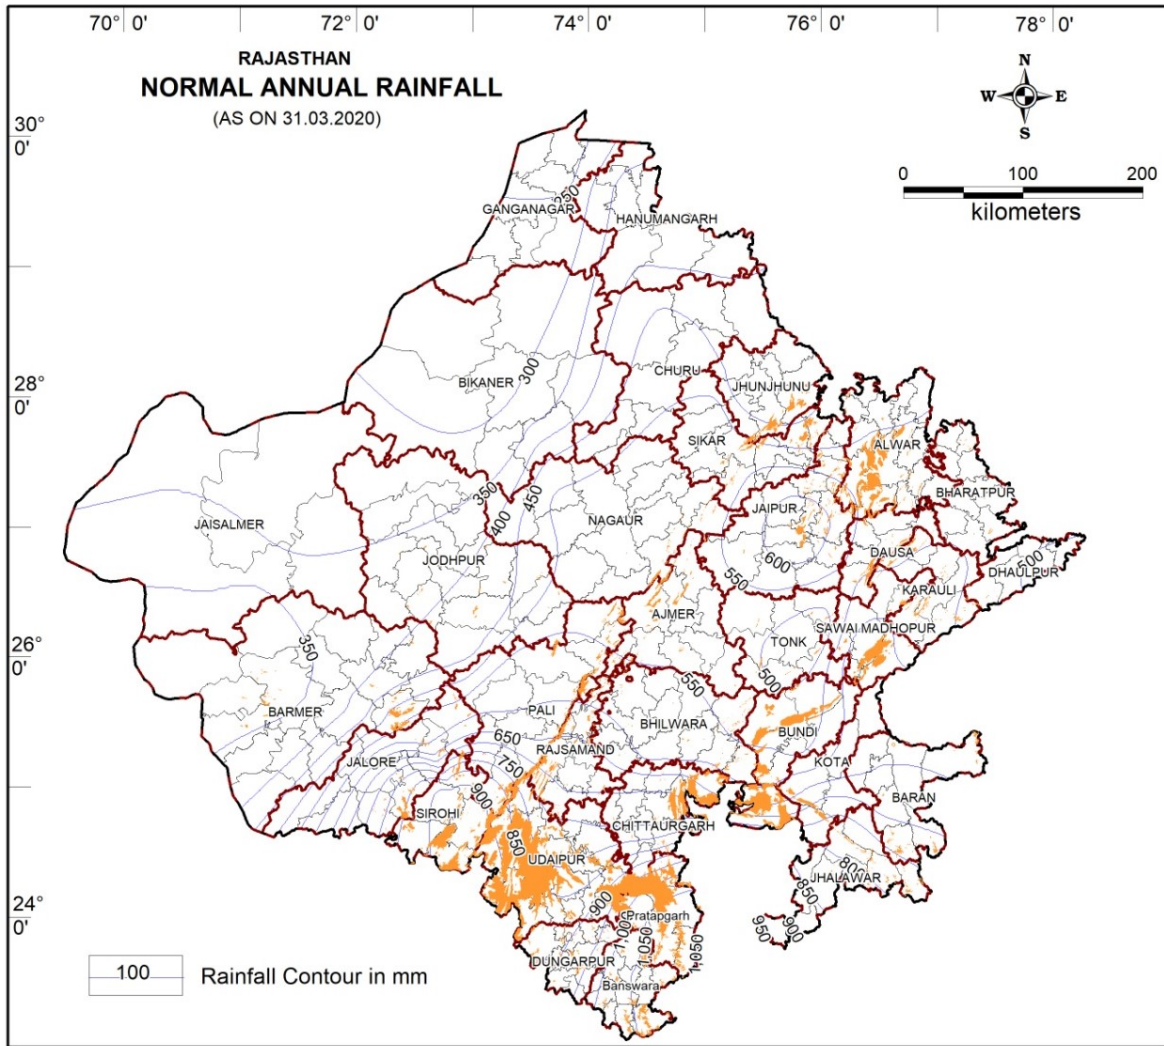 70° 0'
72° 0'
74° 0'
76° 0'
78° 0'
RAJASTHAN
NORMAL ANNUAL RAINFALL
(AS ON 31.03.2020)
N
W E
S
30°
0'
0 100 200
kilometers
250
GANGANAGAR
HANUMANGARH
28°
0'
300
BIKANER
CHURU
JHUNJHUNU
SIKAR
ALWAR
350
450
BHARATPUR
400
NAGAUR
JAIPUR
JAISALMER
JODHPUR
DAUSA
600
500
DHAULPUR
550
KARAULI
AJMER
26°
0'
350
TONK
SAWAI MADHOPUR
500
550
BARMER
PALI
BHILWARA
BUNDI
650
RAJSAMAND
JALORE
750
KOTA
900
BARAN
SIROHI
CHITTAURGARH
850
UDAIPUR
800
JHALAWAR
850
24°
0'
900
Pratapgarh
950
900
1,050
1,050
DUNGARPUR
Banswara
100 Rainfall Contour in mm